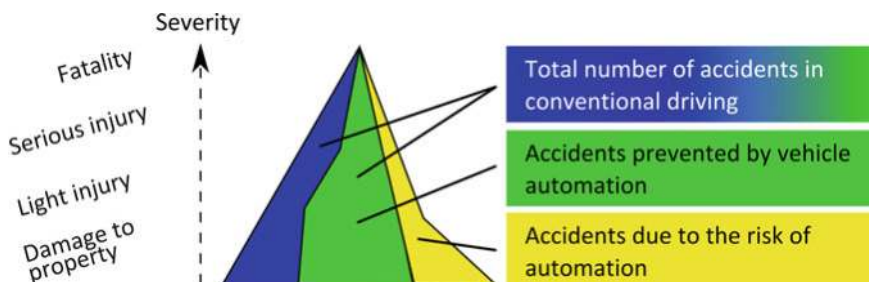 Severity
Fatality
Serious injury
Light injury
Damage to
property
Total number of accidents in
conventional driving
Accidents prevented by vehicle
automation
Accidents due to the risk of
automation